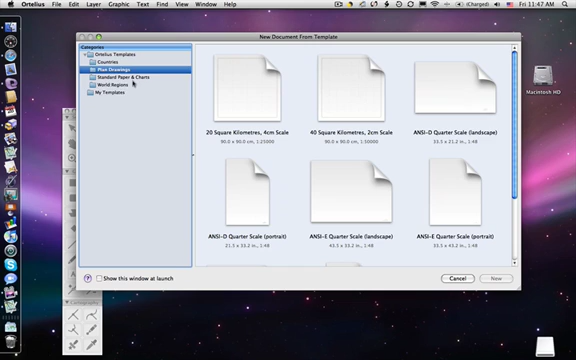 Ortelius File Edit Layer Graphic Text Find View Window Help (Charged) Fri 11:47 AM
New Document From Template
Categories
Ortelius Templates
Countries
Plan Drawings
Standard Paper & Charts
World Regions
My Templates
Macintosh HD
20 Square Kilometres, 4cm Scale
90.0 x 90.0 cm, 1:25000
40 Square Kilometres, 2cm Scale
90.0 x 90.0 cm, 1:50000
ANSI-D Quarter Scale (landscape)
33.5 x 21.2 in, 1:48
ANSI-D Quarter Scale (portrait)
21.5 x 33.2 in, 1:48
ANSI-E Quarter Scale (landscape)
43.5 x 33.2 in, 1:48
ANSI-E Quarter Scale (portrait)
33.5 x 43.2 in, 1:48
? Show this window at launch
Cancel
New
Cartographic